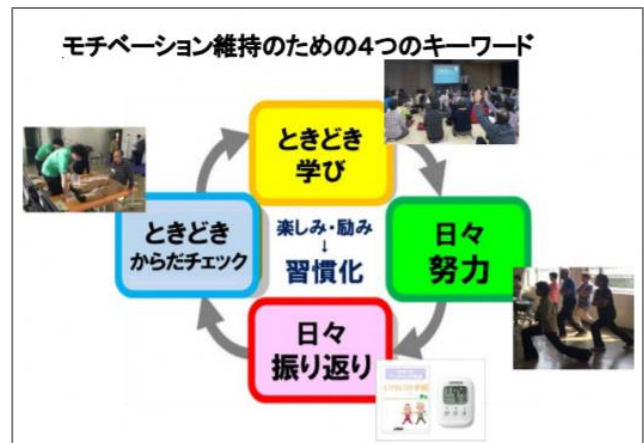 モチベーション維持のための4つのキーワード
ときどき
学び
日々
努力
日々
振り返り
ときどき
からだチェック
楽しみ・励み
↓
習慣化